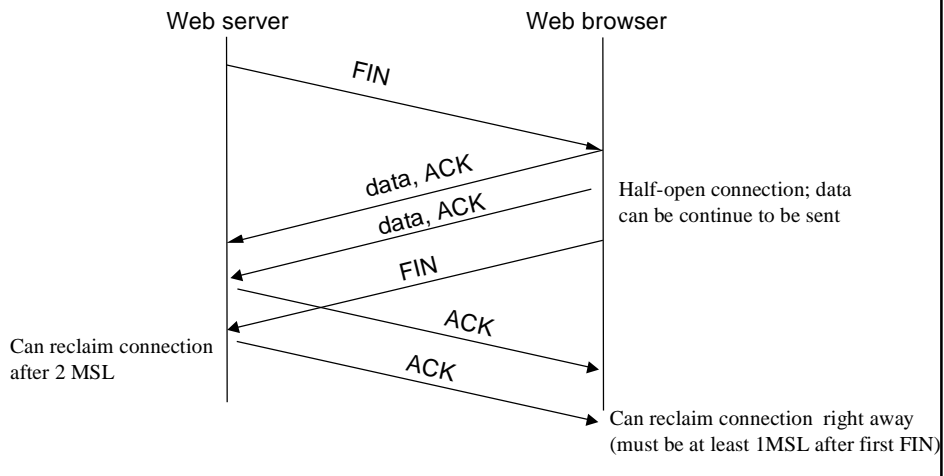 Web server
Web browser
FIN
data, ACK
Half-open connection; data
can be continue to be sent
data, ACK
FIN
ACK
Can reclaim connection
after 2 MSL
ACK
Can reclaim connection right away
(must be at least 1MSL after first FIN)